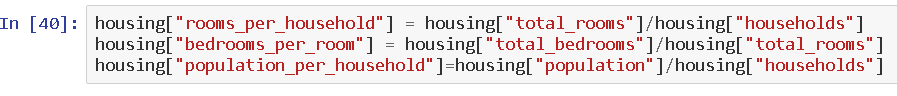 In [40]: housing["rooms_per_household"] = housing["total_rooms"]/housing["households"]
housing["bedrooms_per_room"] = housing["total_bedrooms"]/housing["total_rooms"]
housing["population_per_household"]=housing["population"]/housing["households"]